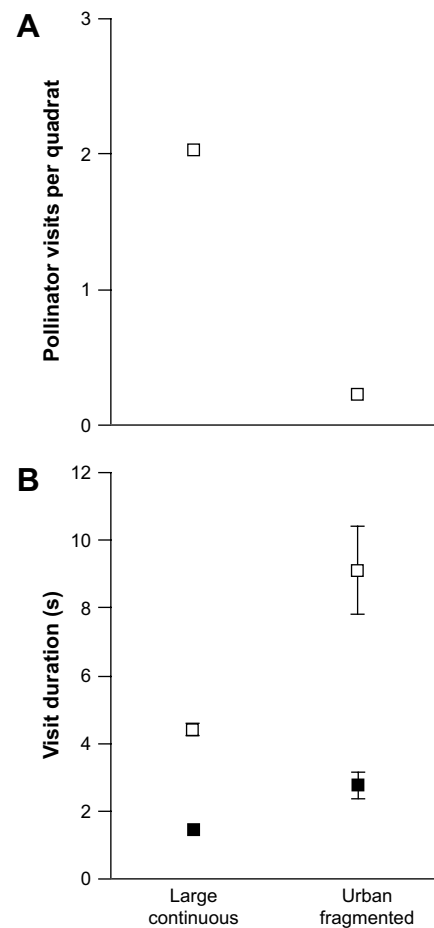 A
Pollinator visits per quadrat
3
2
1
0
B
Visit duration (s)
12
10
8
6
4
2
0
Large
continuous
Urban
fragmented